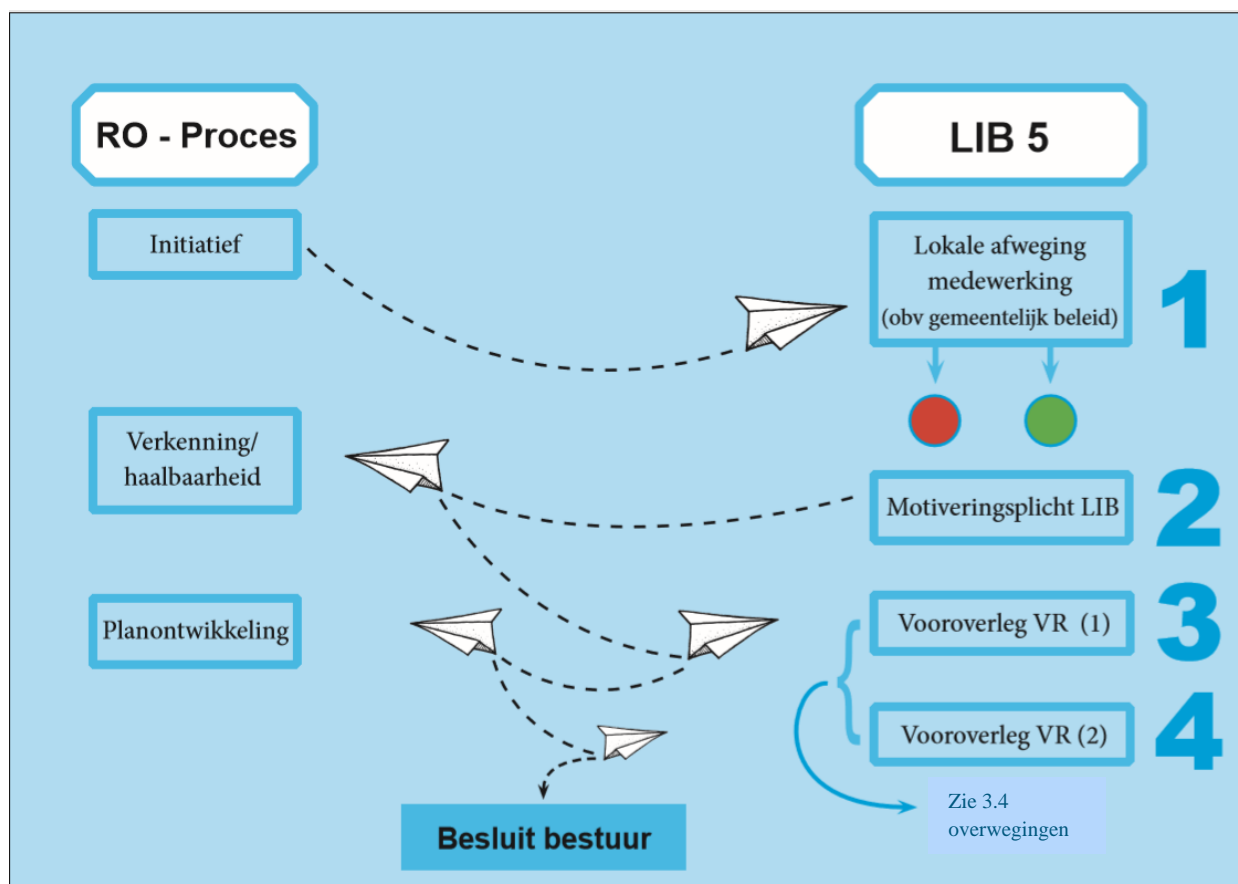 RO - Proces
LIB 5
Initiatief
Lokale afweging
medewerking
(obv gemeentelijk beleid)
1
Verkenning/
haalbaarheid
Motiveringsplicht LIB
2
Planontwikkeling
Vooroverleg VR (1)
3
Vooroverleg VR (2)
4
Zie 3.4
overwegingen
Besluit bestuur